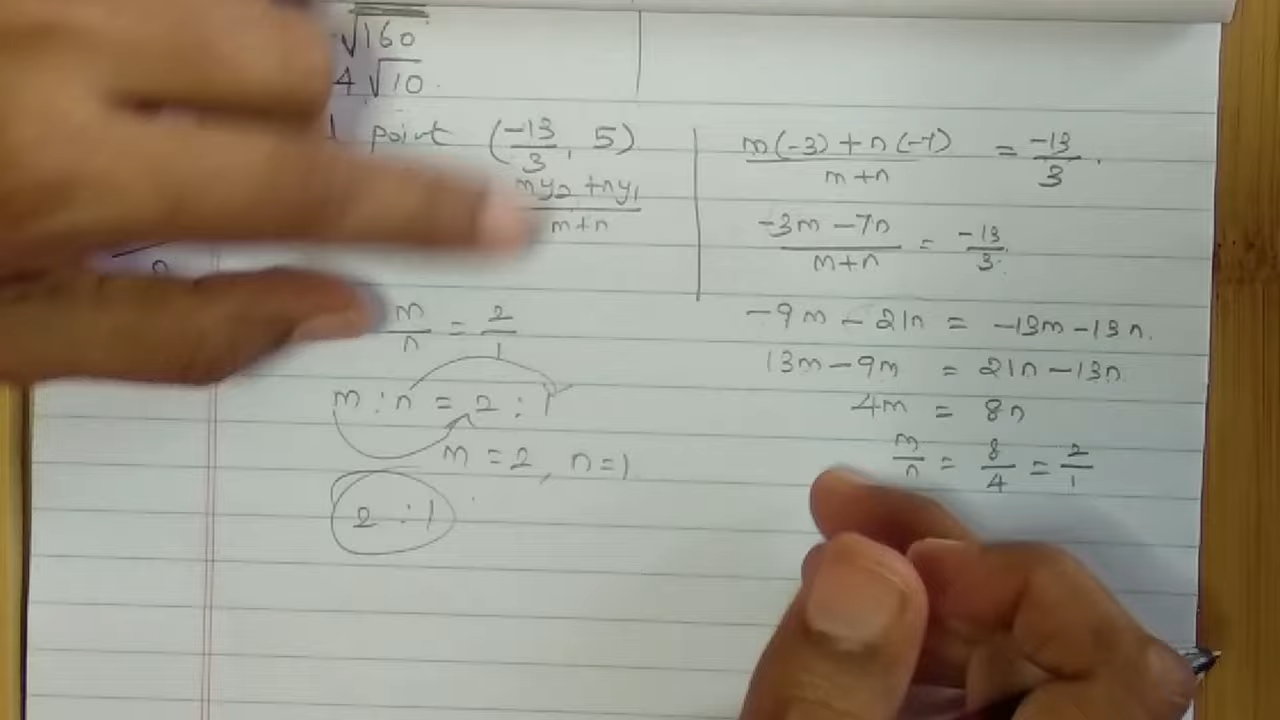 √160
4√10
point (-13/3, 5)
my₂ + ny₁ / m+n
n
m/n = 2/1
m : n = 2 : 1
m = 2, n = 1
2 : 1
m(-3) + n(-7) / m+n = -13/3
-3m - 7n / m+n = -13/3
-9m - 21n = -13m - 13n
13m - 9m = 21n - 13n
4m = 8n
m/n = 8/4 = 2/1